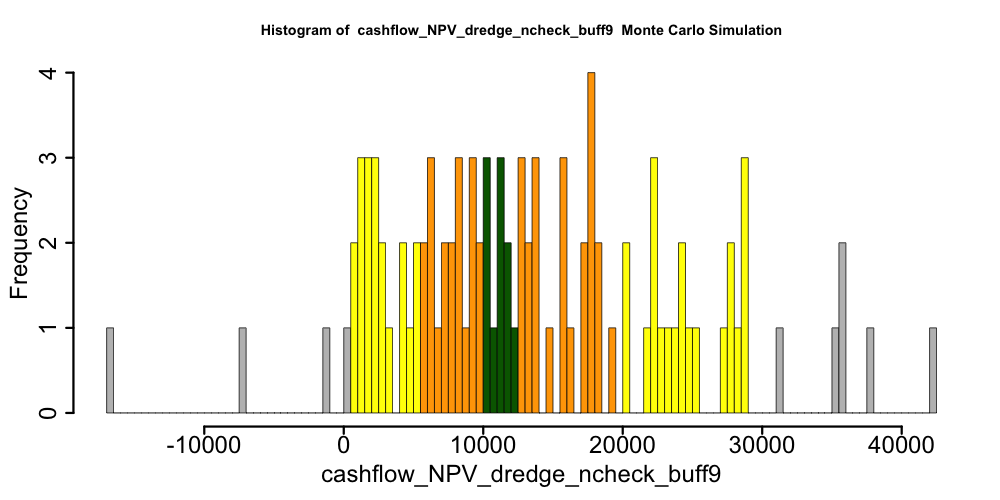 Histogram of cashflow_NPV_dredge_ncheck_buff9 Monte Carlo Simulation
Frequency
4
3
2
1
0
-10000 0 10000 20000 30000 40000
cashflow_NPV_dredge_ncheck_buff9